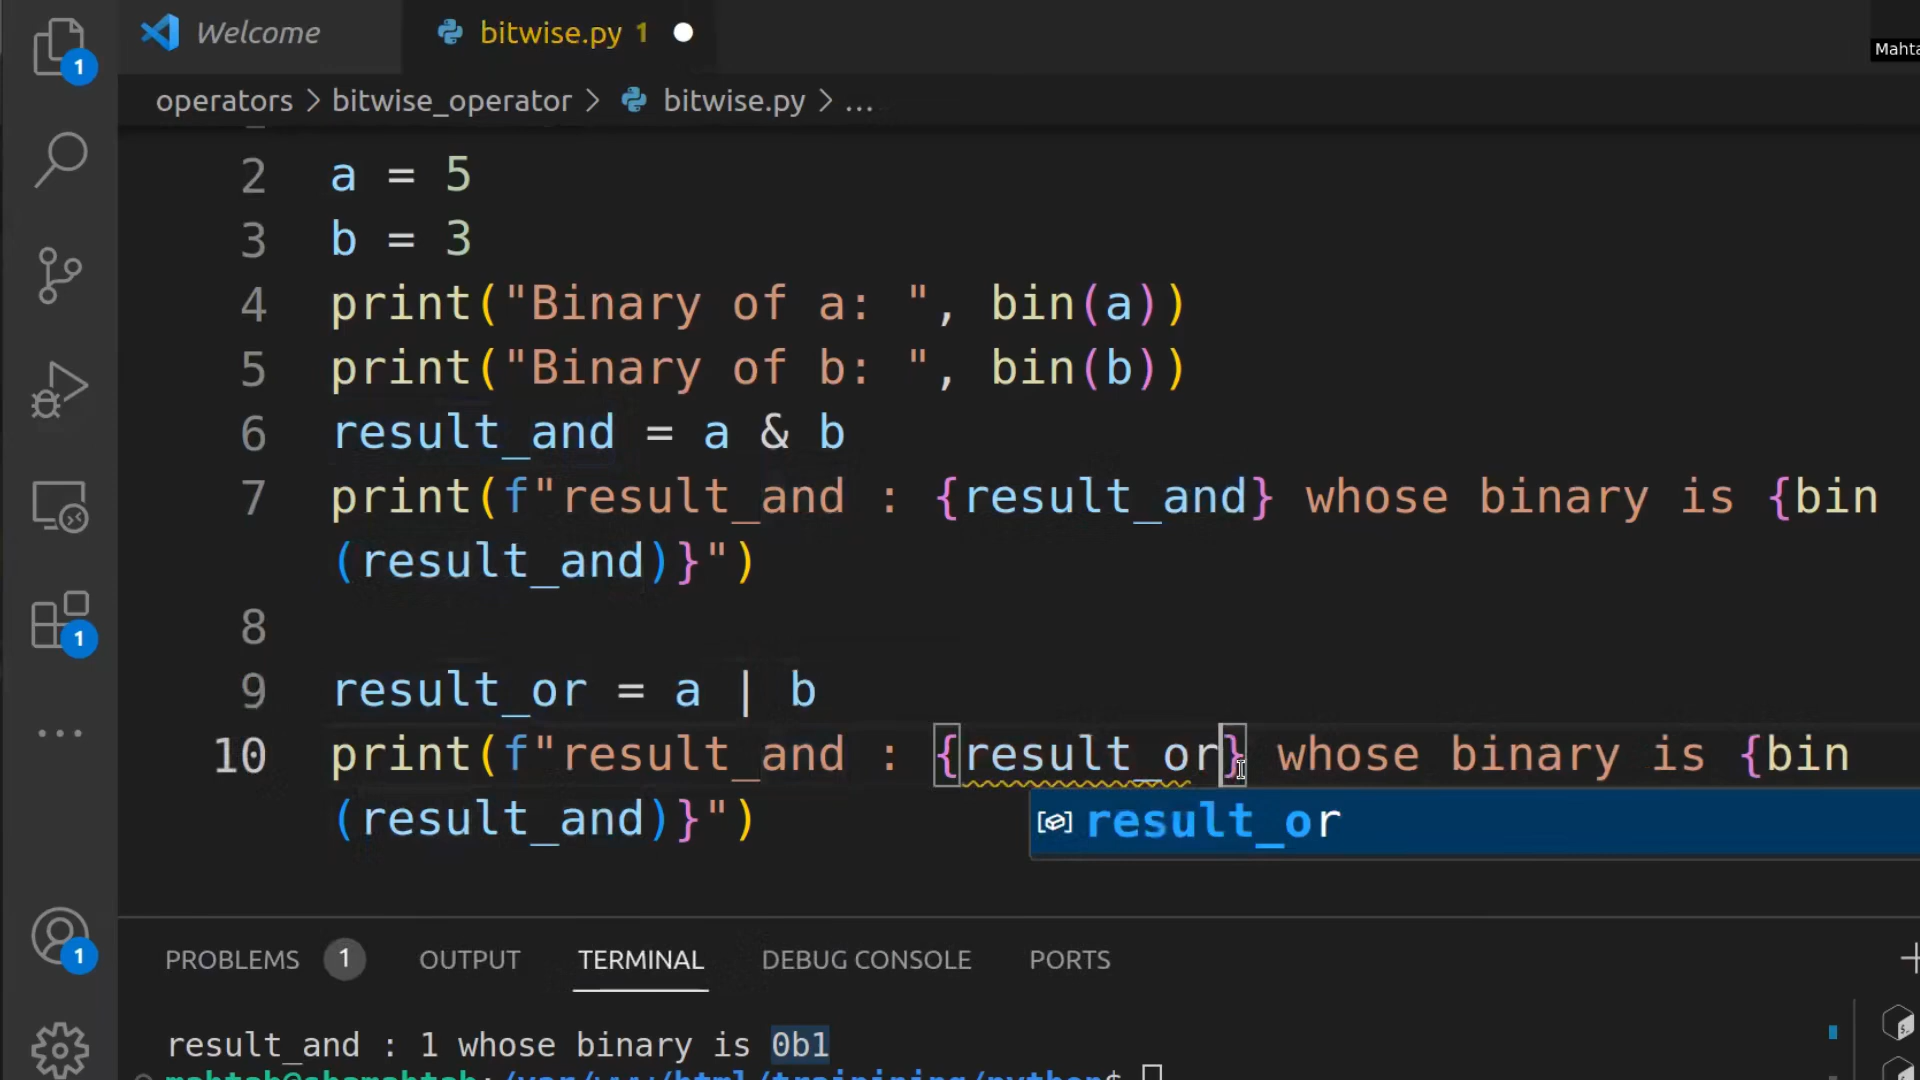 Welcome
bitwise.py 1
Mahta
operators > bitwise_operator > bitwise.py > ...
2 a = 5
3 b = 3
4 print("Binary of a: ", bin(a))
5 print("Binary of b: ", bin(b))
6 result_and = a & b
7 print(f"result_and : {result_and} whose binary is {bin
(result_and)}")
8
9 result_or = a | b
10 print(f"result_and : {result_or} whose binary is {bin
(result_and)}")
result_or
PROBLEMS 1 OUTPUT TERMINAL DEBUG CONSOLE PORTS
result_and : 1 whose binary is 0b1
1
1
1